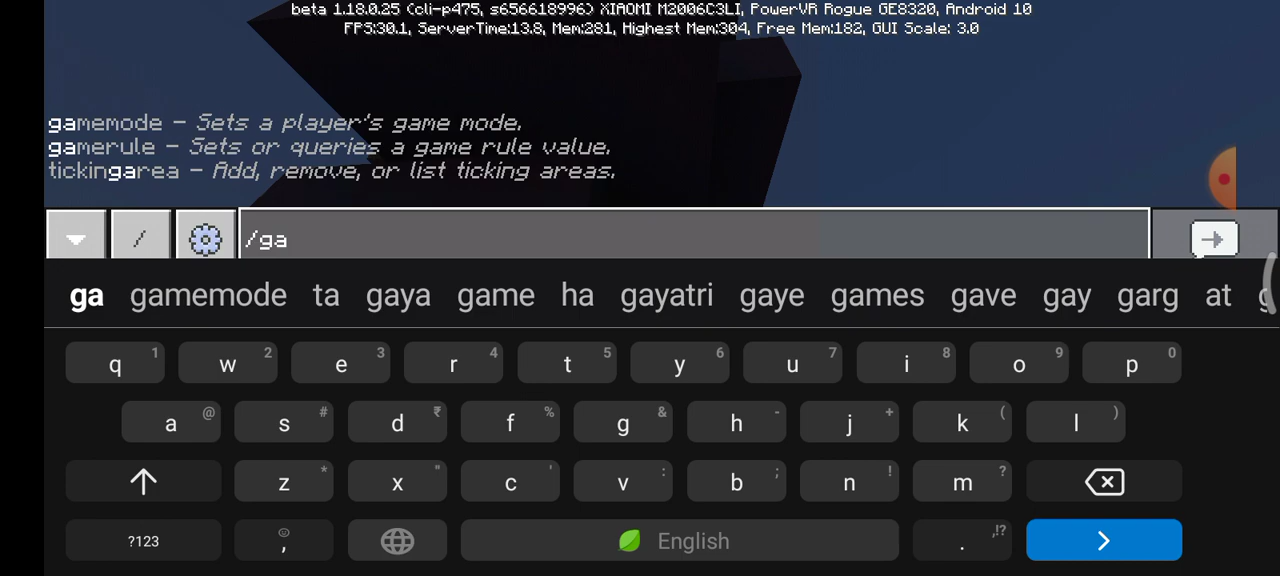 beta 1.18.0.25 (cli-p475, s656618996) XIAOMI M2006C3LI, PowerVR Rogue GE8320, Android 10
FPS:30.1, ServerTime:13.8, Mem:281, Highest Mem:304, Free Mem:182, GUI Scale: 3.0
gamemode – Sets a player's game mode.
gamerule – Sets or queries a game rule value.
tickingarea – Add, remove, or list ticking areas.
/ /ga
ga gamemode ta gaya game ha gayatri gaye games gave gay garg at g
q 1 w 2 e 3 r 4 t 5 y 6 u 7 i 8 o 9 p 0
a @ s # d ₹ f % g & h - j + k ( l )
z * x " c ' v : b ; n ! m ?
?123 , English . ,!?